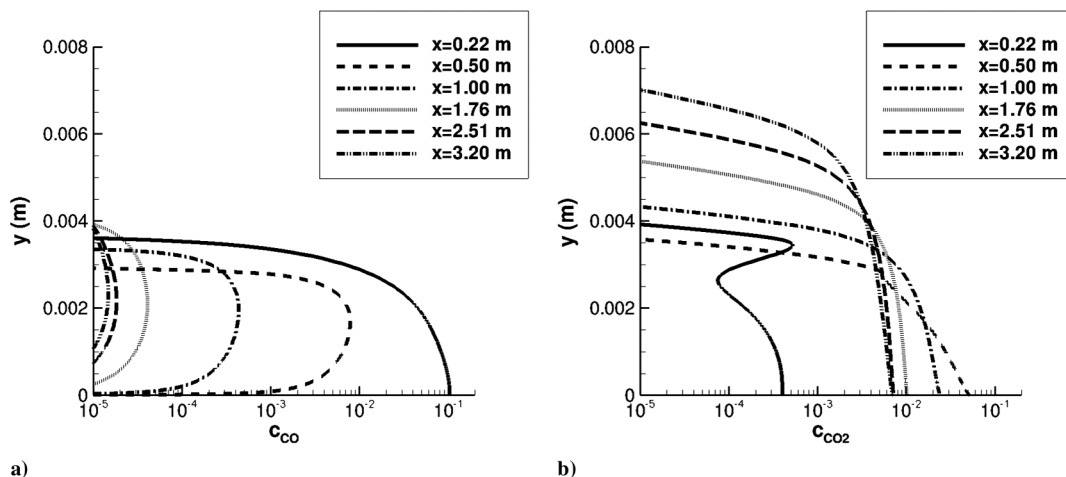 0.008
0.006
0.004
0.002
0
y (m)
10-5
10-4
10-3
10-2
10-1
cCO
x=0.22 m
x=0.50 m
x=1.00 m
x=1.76 m
x=2.51 m
x=3.20 m
a)
0.008
0.006
0.004
0.002
0
y (m)
10-5
10-4
10-3
10-2
10-1
cCO2
x=0.22 m
x=0.50 m
x=1.00 m
x=1.76 m
x=2.51 m
x=3.20 m
b)